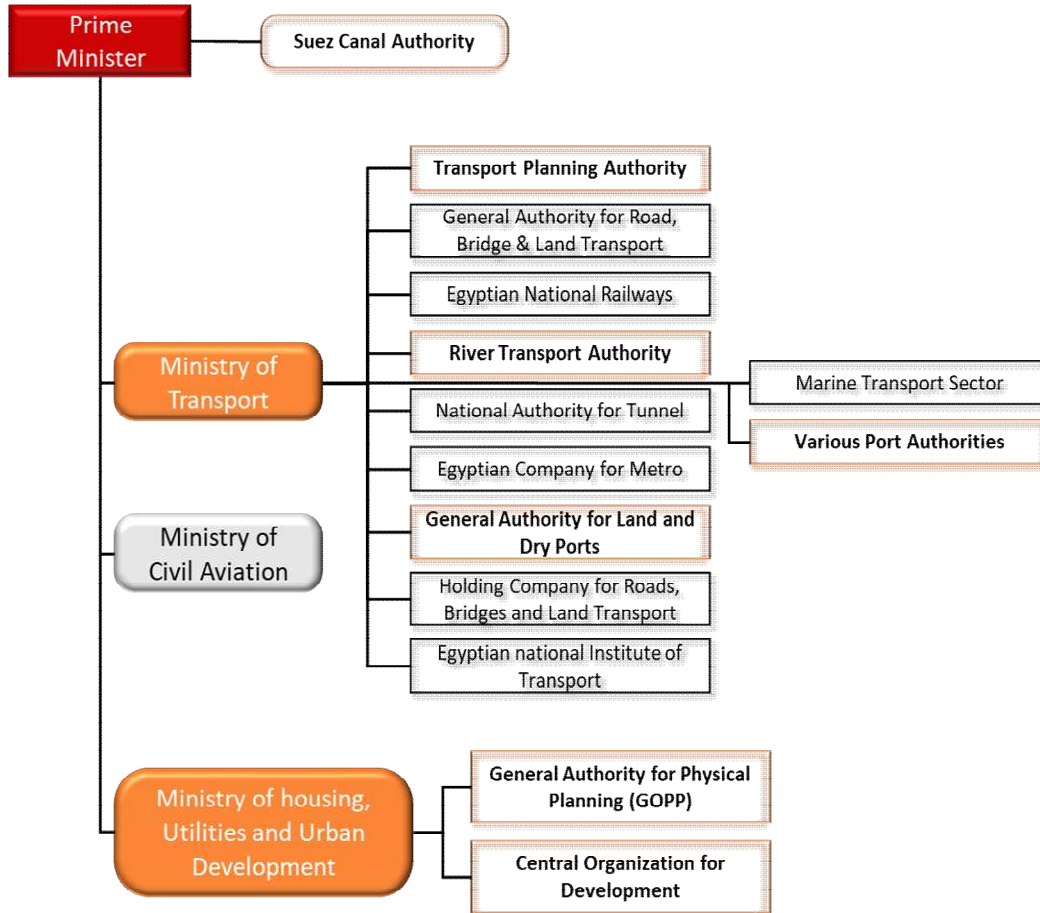 Prime
Minister
Suez Canal Authority
Transport Planning Authority
General Authority for Road,
Bridge & Land Transport
Egyptian National Railways
River Transport Authority
Ministry of
Transport
Marine Transport Sector
National Authority for Tunnel
Various Port Authorities
Egyptian Company for Metro
General Authority for Land and
Dry Ports
Ministry of
Civil Aviation
Holding Company for Roads,
Bridges and Land Transport
Egyptian national Institute of
Transport
General Authority for Physical
Planning (GOPP)
Ministry of housing,
Utilities and Urban
Development
Central Organization for
Development